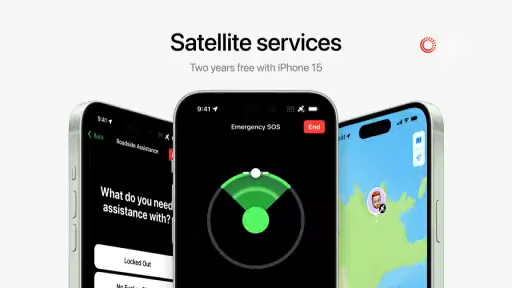 Satellite services
Two years free with iPhone 15
9:41
Back
Roadside Assistance
What do you need
assistance with?
Locked Out
9:41
Emergency SOS
End